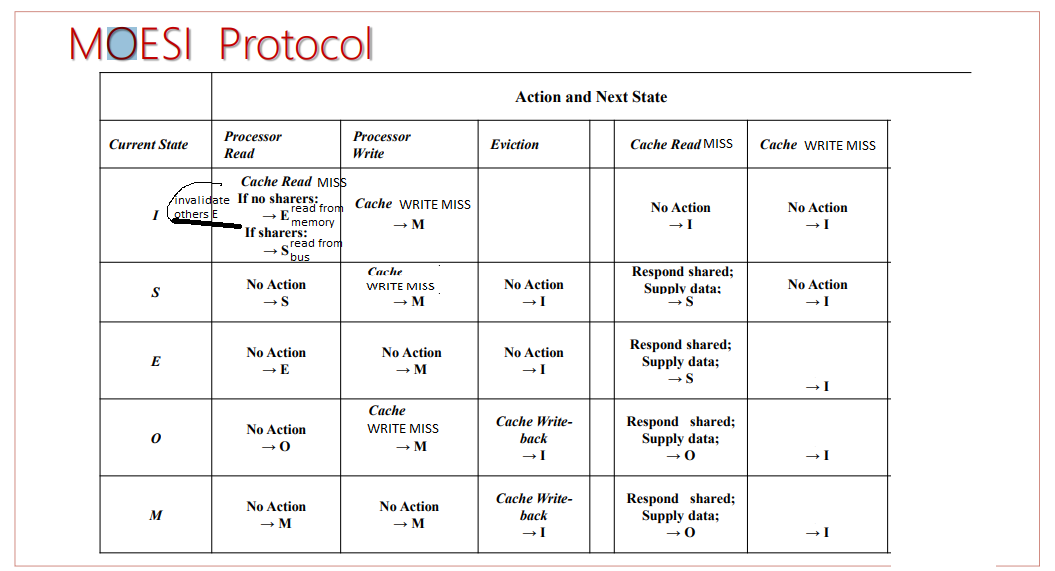 MOESI Protocol
Action and Next State
Current State
Processor
Read
Processor
Write
Eviction
Cache Read MISS
Cache WRITE MISS
I
invalidate
others E
Cache Read MISS
If no sharers:
→ E read from
memory
If sharers:
→ S read from
bus
Cache WRITE MISS
→ M
No Action
→ I
No Action
→ I
S
No Action
→ S
Cache
WRITE MISS
→ M
No Action
→ I
Respond shared;
Supply data;
→ S
No Action
→ I
E
No Action
→ E
No Action
→ M
No Action
→ I
Respond shared;
Supply data;
→ S
→ I
O
No Action
→ O
Cache
WRITE MISS
→ M
Cache Write-
back
→ I
Respond shared;
Supply data;
→ O
→ I
M
No Action
→ M
No Action
→ M
Cache Write-
back
→ I
Respond shared;
Supply data;
→ O
→ I